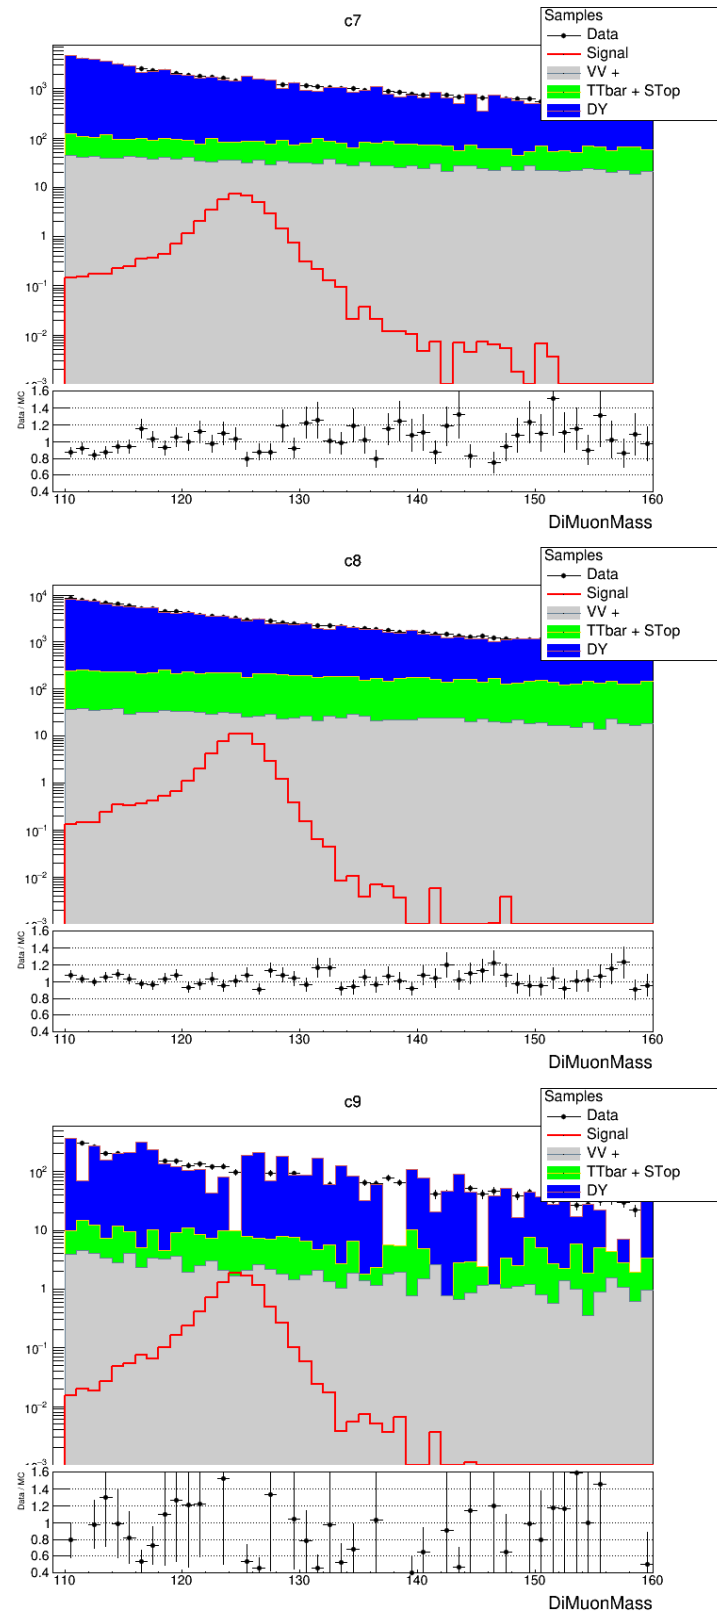 c7
Samples
Data
Signal
VV +
TTbar + STop
DY
10³
10²
10
1
10⁻¹
10⁻²
10⁻³
Data / MC
1.6
1.4
1.2
1
0.8
0.6
0.4
110 120 130 140 150 160
DiMuonMass
c8
Samples
Data
Signal
VV +
TTbar + STop
DY
10⁴
10³
10²
10
1
10⁻¹
10⁻²
10⁻³
Data / MC
1.6
1.4
1.2
1
0.8
0.6
0.4
110 120 130 140 150 160
DiMuonMass
c9
Samples
Data
Signal
VV +
TTbar + STop
DY
10²
10
1
10⁻¹
10⁻²
10⁻³
Data / MC
1.6
1.4
1.2
1
0.8
0.6
0.4
110 120 130 140 150 160
DiMuonMass